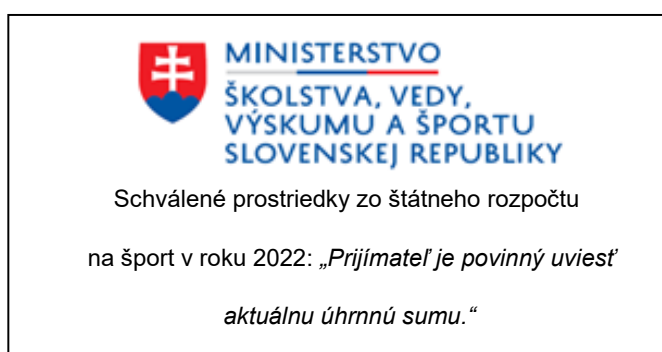 MINISTERSTVO
ŠKOLSTVA, VEDY,
VÝSKUMU A ŠPORTU
SLOVENSKEJ REPUBLIKY
Schválené prostriedky zo štátneho rozpočtu
na šport v roku 2022: „Prijímateľ je povinný uviesť
aktuálnu úhrnnú sumu.“